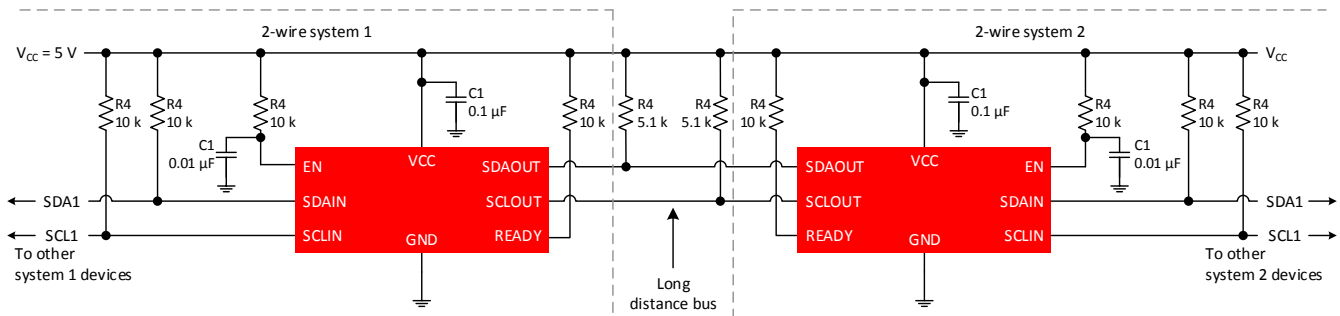 2-wire system 1
2-wire system 2
V_CC = 5 V
V_CC
R4
10 k
R4
10 k
R4
10 k
C1
0.1 µF
R4
10 k
R4
5.1 k
R4
5.1 k
R4
10 k
C1
0.1 µF
R4
10 k
R4
10 k
R4
10 k
C1
0.01 µF
C1
0.01 µF
VCC
EN
SDAIN
SCLIN
GND
SDAOUT
SCLOUT
READY
VCC
SDAOUT
SCLOUT
READY
GND
EN
SDAIN
SCLIN
SDA1
SCL1
To other
system 1 devices
Long
distance bus
SDA1
SCL1
To other
system 2 devices